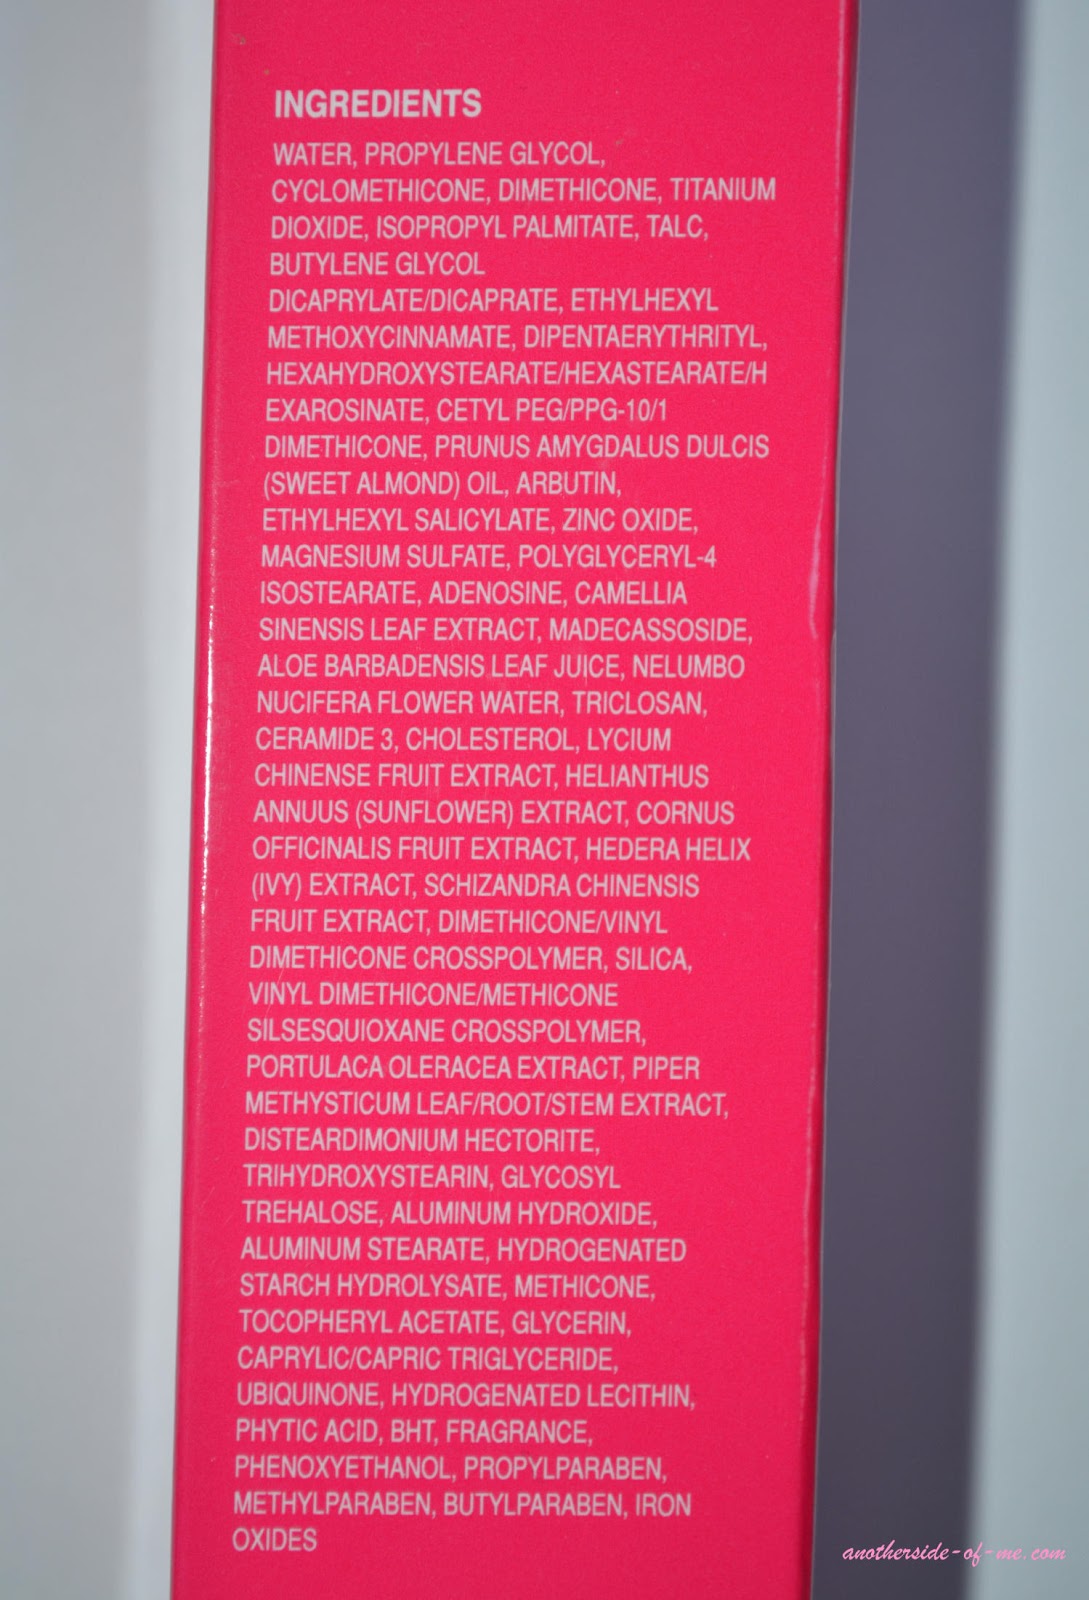 INGREDIENTS
WATER, PROPYLENE GLYCOL,
CYCLOMETHICONE, DIMETHICONE, TITANIUM
DIOXIDE, ISOPROPYL PALMITATE, TALC,
BUTYLENE GLYCOL
DICAPRYLATE/DICAPRATE, ETHYLHEXYL
METHOXYCINNAMATE, DIPENTAERYTHRITYL,
HEXAHYDROXYSTEARATE/HEXASTEARATE/H
EXAROSINATE, CETYL PEG/PPG-10/1
DIMETHICONE, PRUNUS AMYGDALUS DULCIS
(SWEET ALMOND) OIL, ARBUTIN,
ETHYLHEXYL SALICYLATE, ZINC OXIDE,
MAGNESIUM SULFATE, POLYGLYCERYL-4
ISOSTEARATE, ADENOSINE, CAMELLIA
SINENSIS LEAF EXTRACT, MADECASSOSIDE,
ALOE BARBADENSIS LEAF JUICE, NELUMBO
NUCIFERA FLOWER WATER, TRICLOSAN,
CERAMIDE 3, CHOLESTEROL, LYCIUM
CHINENSE FRUIT EXTRACT, HELIANTHUS
ANNUUS (SUNFLOWER) EXTRACT, CORNUS
OFFICINALIS FRUIT EXTRACT, HEDERA HELIX
(IVY) EXTRACT, SCHIZANDRA CHINENSIS
FRUIT EXTRACT, DIMETHICONE/VINYL
DIMETHICONE CROSSPOLYMER, SILICA,
VINYL DIMETHICONE/METHICONE
SILSESQUIOXANE CROSSPOLYMER,
PORTULACA OLERACEA EXTRACT, PIPER
METHYSTICUM LEAF/ROOT/STEM EXTRACT,
DISTEARDIMONIUM HECTORITE,
TRIHYDROXYSTEARIN, GLYCOSYL
TREHALOSE, ALUMINUM HYDROXIDE,
ALUMINUM STEARATE, HYDROGENATED
STARCH HYDROLYSATE, METHICONE,
TOCOPHERYL ACETATE, GLYCERIN,
CAPRYLIC/CAPRIC TRIGLYCERIDE,
UBIQUINONE, HYDROGENATED LECITHIN,
PHYTIC ACID, BHT, FRAGRANCE,
PHENOXYETHANOL, PROPYLPARABEN,
METHYLPARABEN, BUTYLPARABEN, IRON
OXIDES
anotherside-of-me.com